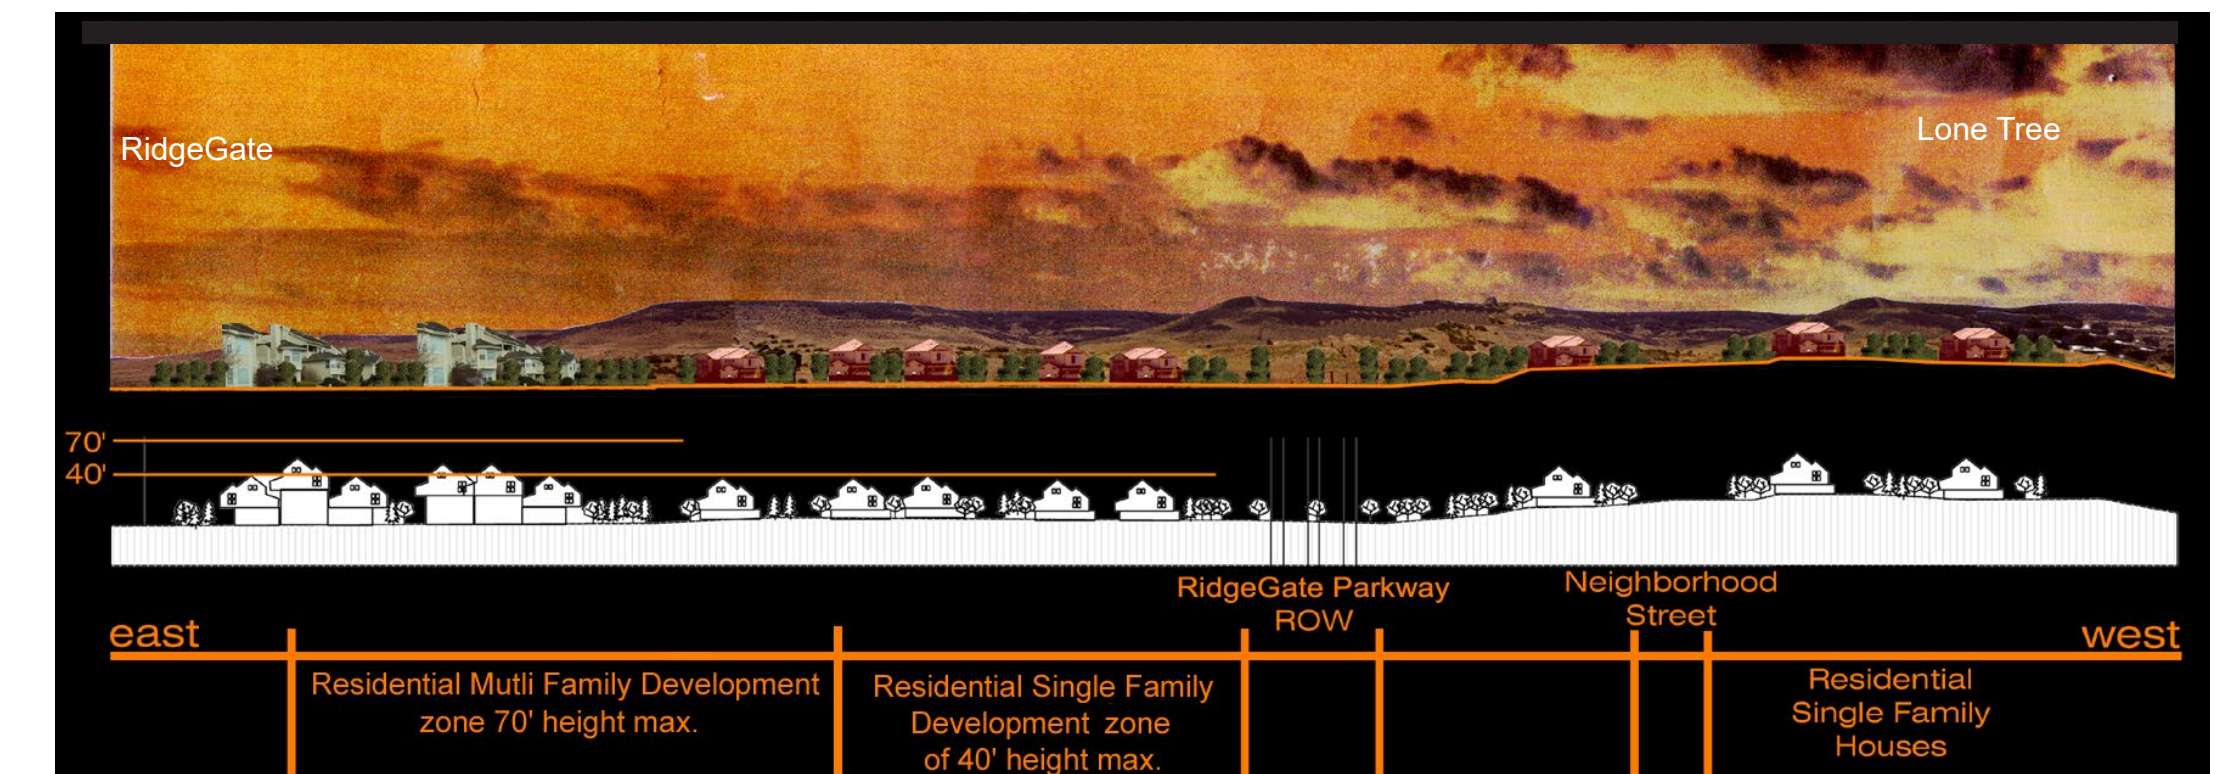 RidgeGate
Lone Tree
70'
40'
RidgeGate Parkway
ROW
Neighborhood
Street
east
west
Residential Mutli Family Development
zone 70' height max.
Residential Single Family
Development zone
of 40' height max.
Residential
Single Family
Houses